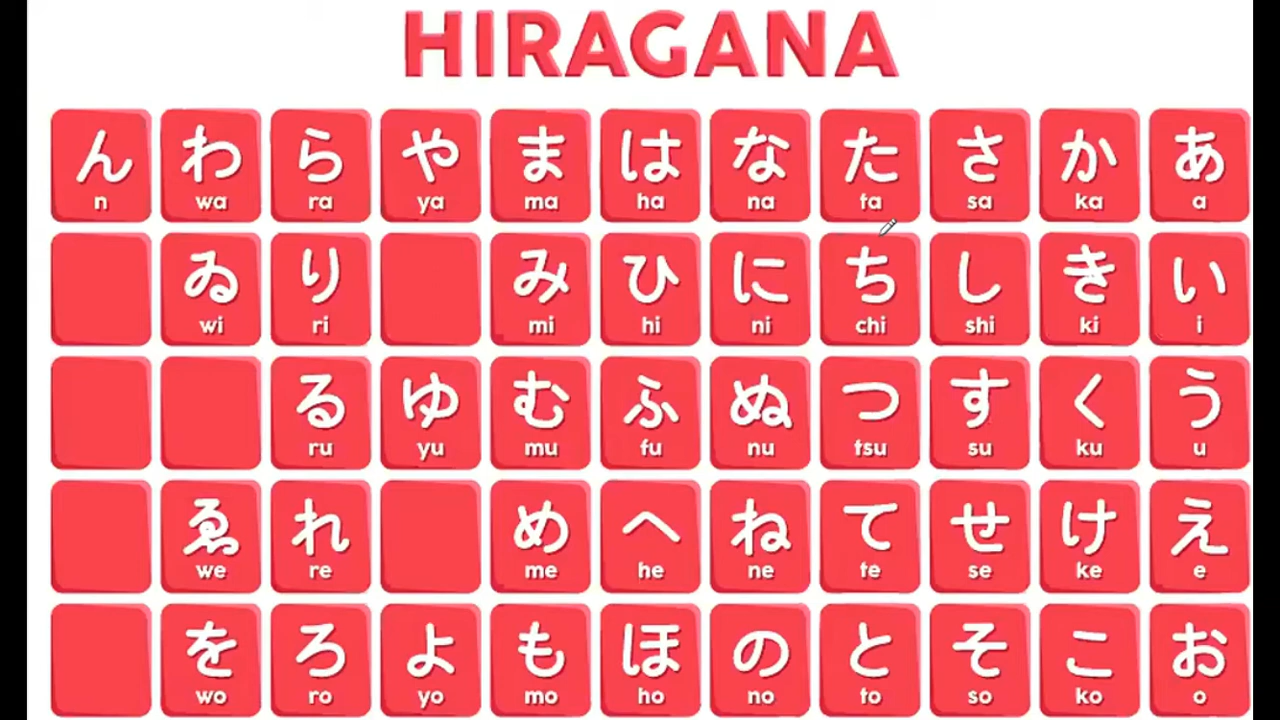 HIRAGANA
ん わ ら や ま は な た さ か あ
n wa ra ya ma ha na ta sa ka a
ゐ り み ひ に ち し き い
wi ri mi hi ni chi shi ki i
る ゆ む ふ ぬ つ す く う
ru yu mu fu nu tsu su ku u
ゑ れ め へ ね て せ け え
we re me he ne te se ke e
を ろ よ も ほ の と そ こ お
wo ro yo mo ho no to so ko o